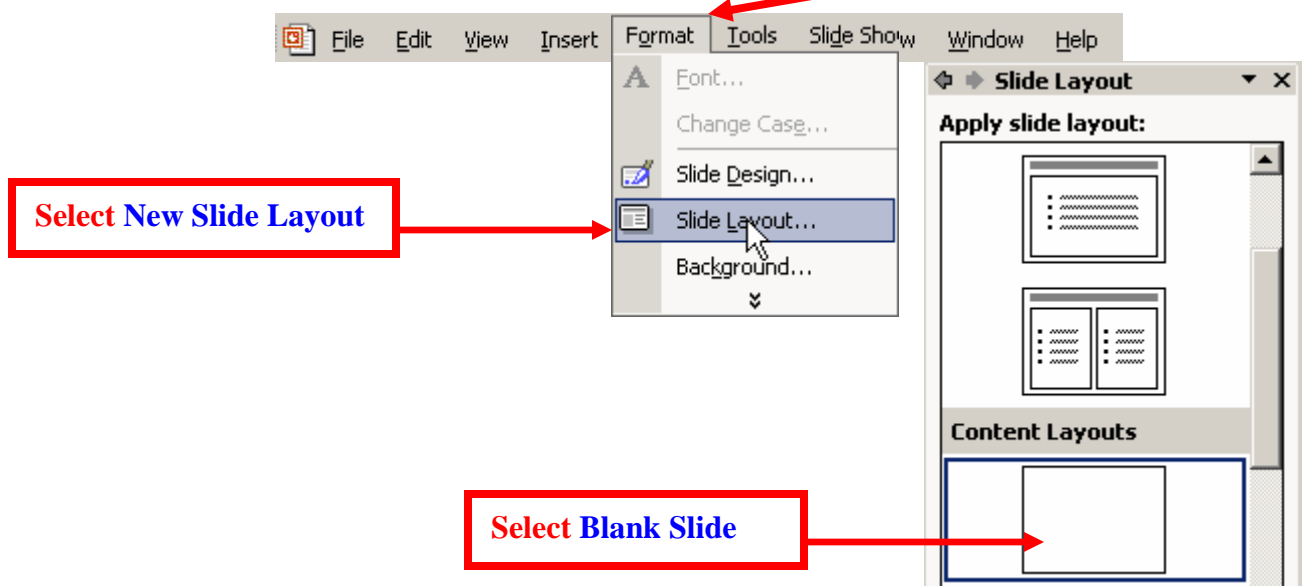 File Edit View Insert Format Tools Slide Show Window Help
Font...
Change Case...
Slide Design...
Slide Layout...
Background...
Select New Slide Layout
Slide Layout
Apply slide layout:
Content Layouts
Select Blank Slide